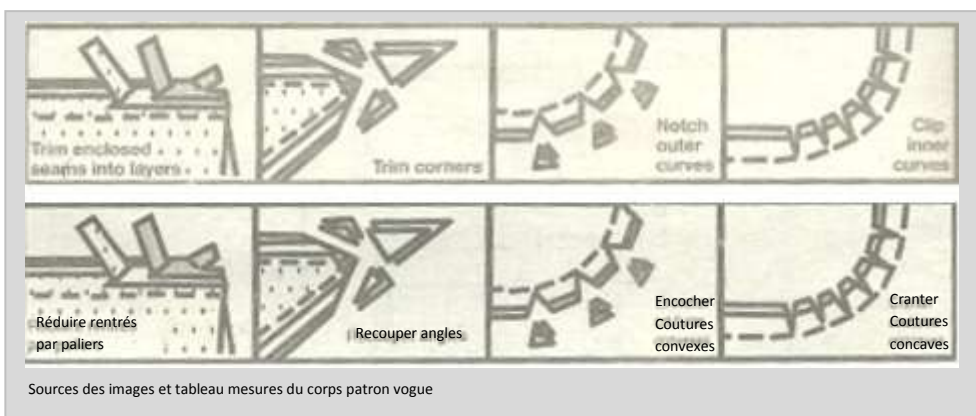 Trim enclosed
seams into layers
Trim corners
Notch
outer
curves
Clip
inner
curves
Réduire rentrés
par paliers
Recouper angles
Encocher
Coutures
convexes
Cranter
Coutures
concaves
Sources des images et tableau mesures du corps patron vogue